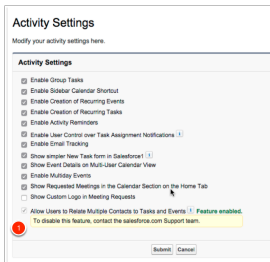 Activity Settings
Modify your activity settings here.
Activity Settings
Enable Group Tasks
Enable Sidebar Calendar Shortcut
Enable Creation of Recurring Events
Enable Creation of Recurring Tasks
Enable Activity Reminders
Enable User Control over Task Assignment Notifications i
Enable Email Tracking
Show simpler New Task form in Salesforce1 i
Show Event Details on Multi-User Calendar View
Enable Multiday Events
Show Requested Meetings in the Calendar Section on the Home Tab
Show Custom Logo in Meeting Requests
Allow Users to Relate Multiple Contacts to Tasks and Events i Feature enabled.
1 To disable this feature, contact the salesforce.com Support team.
Submit Cancel